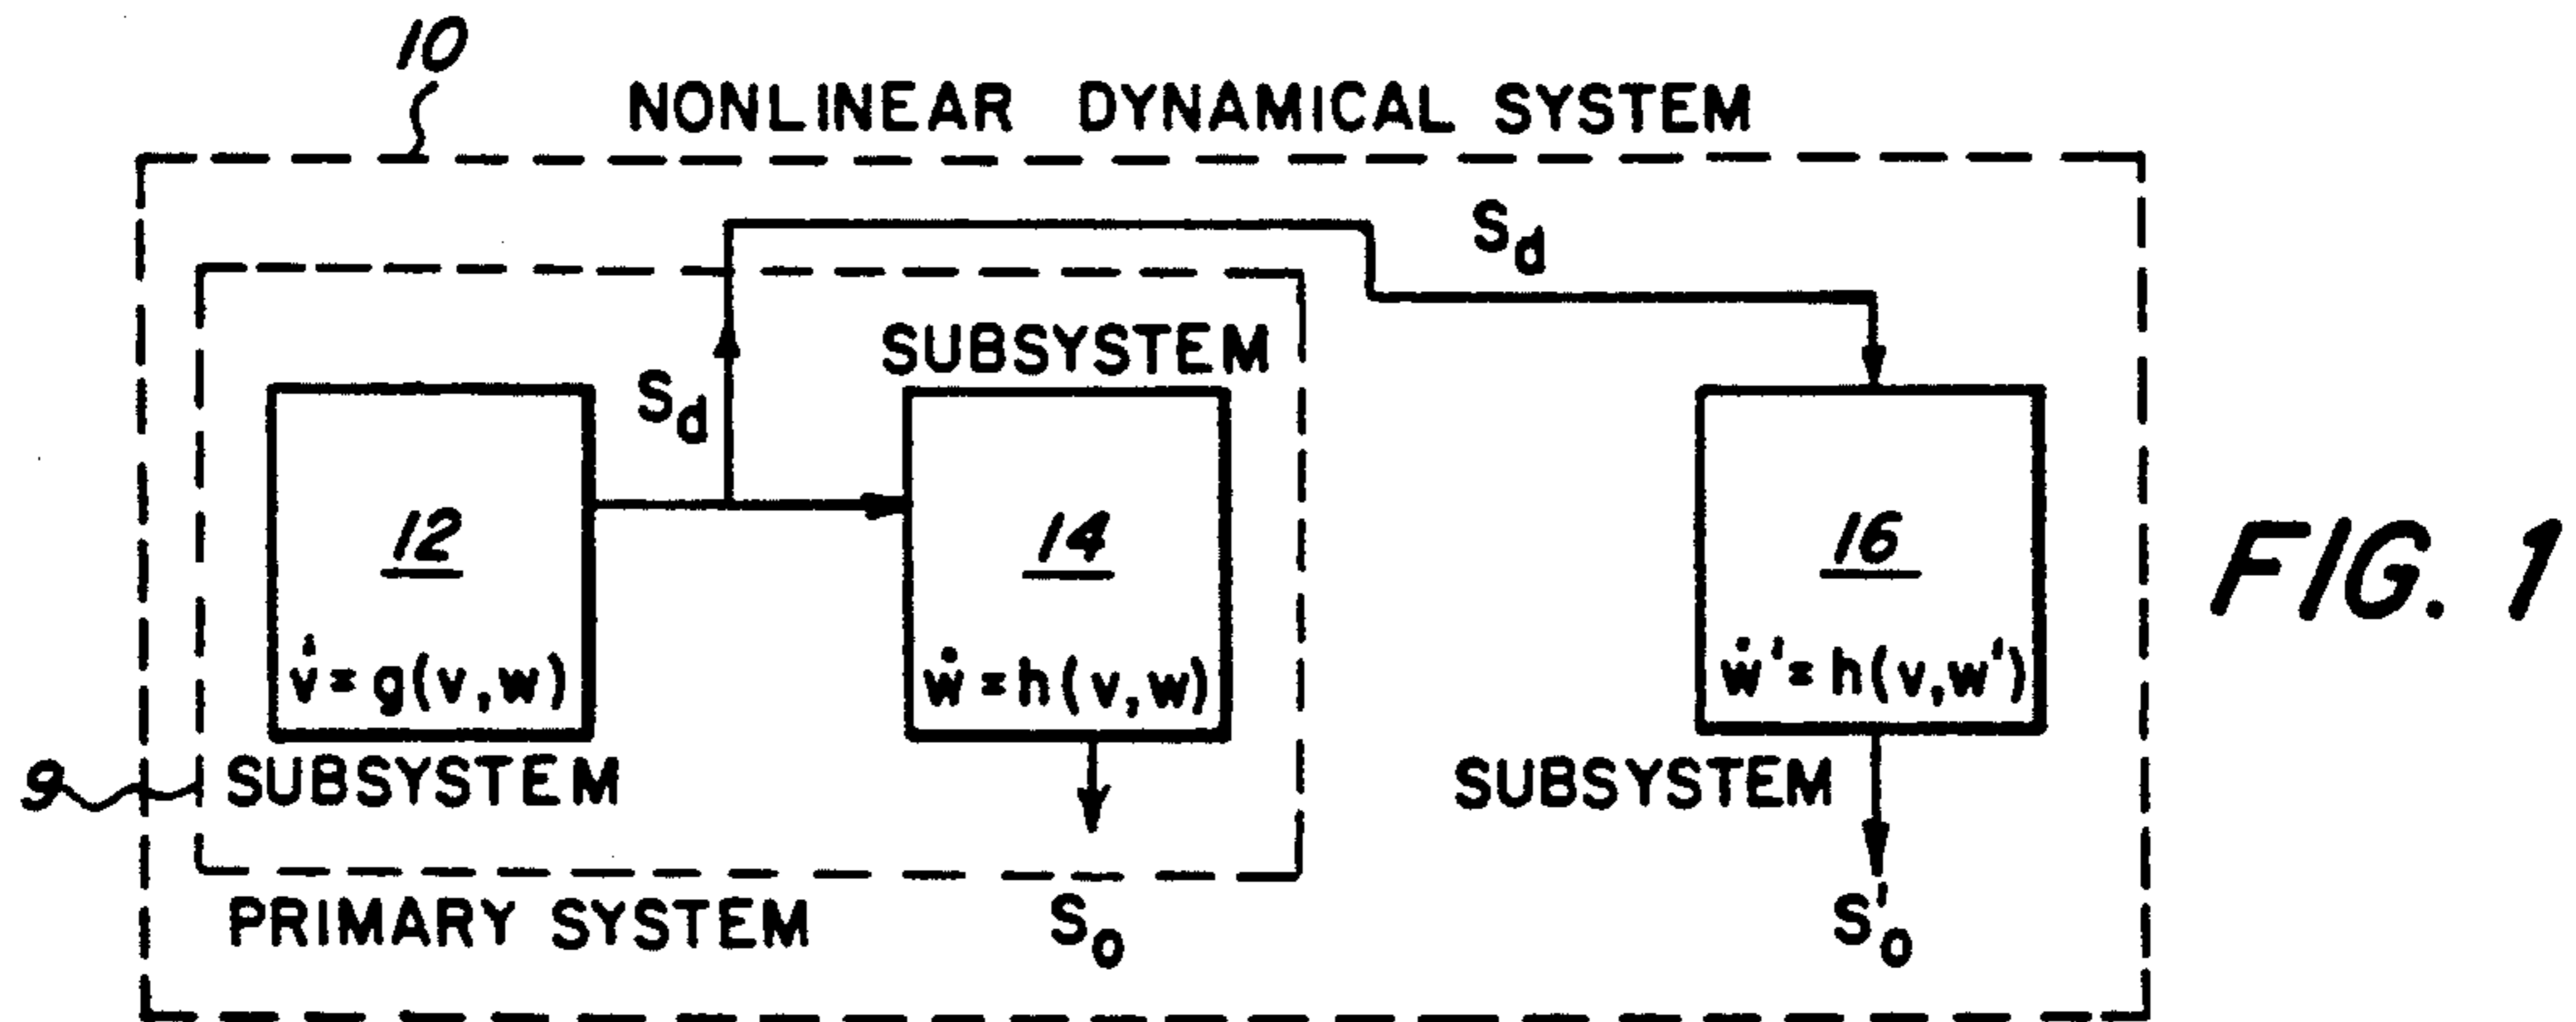 10
NONLINEAR DYNAMICAL SYSTEM
Sd
SUBSYSTEM
Sd
12
14
16
v̇ = g(v,w)
ẇ = h(v,w)
ẇ' = h(v,w')
FIG. 1
9
SUBSYSTEM
SUBSYSTEM
PRIMARY SYSTEM
So
S'o